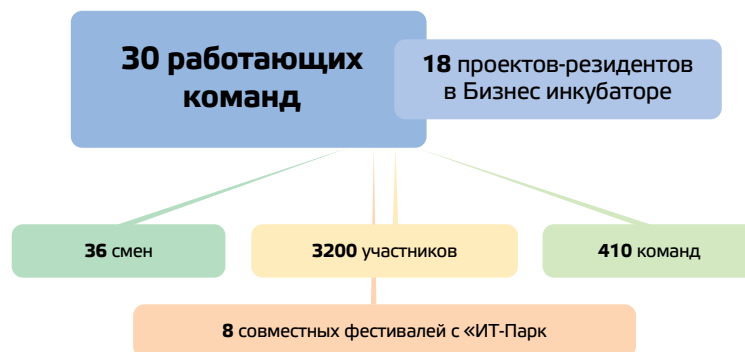 30 работающих
команд
18 проектов-резидентов
в Бизнес инкубаторе
36 смен
3200 участников
410 команд
8 совместных фестивалей с «ИТ-Парк